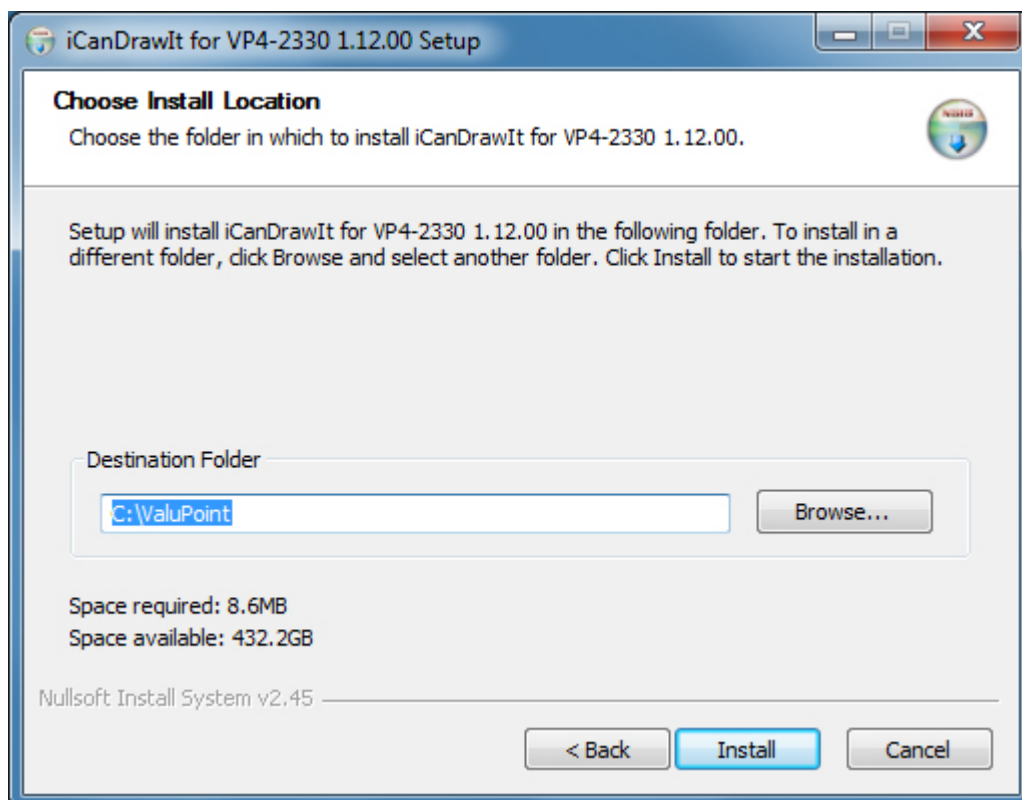 iCanDrawIt for VP4-2330 1.12.00 Setup
Choose Install Location
Choose the folder in which to install iCanDrawIt for VP4-2330 1.12.00.
Setup will install iCanDrawIt for VP4-2330 1.12.00 in the following folder. To install in a
different folder, click Browse and select another folder. Click Install to start the installation.
Destination Folder
C:\ValuPoint
Browse...
Space required: 8.6MB
Space available: 432.2GB
Nullsoft Install System v2.45
< Back
Install
Cancel